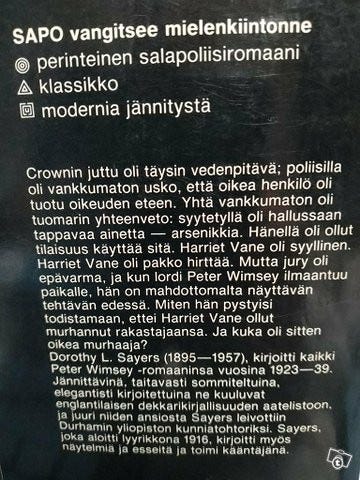 SAPO vangitsee mielenkiintonne
perinteinen salapoliisiromaani
klassikko
modernia jännitystä
Crownin juttu oli täysin vedenpitävä; poliisilla
oli vankkumaton usko, että oikea henkilö oli
tuotu oikeuden eteen. Yhtä vankkumaton oli
tuomarin yhteenveto: syytetyllä oli hallussaan
tappavaa ainetta — arsenikkia. Hänellä oli ollut
tilaisuus käyttää sitä. Harriet Vane oli syyllinen.
Harriet Vane oli pakko hirttää. Mutta jury oli
epävarma, ja kun lordi Peter Wimsey ilmaantuu
paikalle, hän on mahdottomalta näyttävän
tehtävän edessä. Miten hän pystyisi
todistamaan, ettei Harriet Vane ollut
murhannut rakastajaansa. Ja kuka oli sitten
oikea murhaaja?
Dorothy L. Sayers (1895—1957), kirjoitti kaikki
Peter Wimsey -romaaninsa vuosina 1923—39.
Jännittävinä, taitavasti sommiteltuina,
elegantisti kirjoitettuina ne kuuluvat
englantilaisen dekkarikirjallisuuden aatelistoon,
ja juuri niiden ansiosta Sayers leivottiin
Durhamin yliopiston kunniatohtoriksi. Sayers,
joka aloitti lyyrikkona 1916, kirjoitti myös
näytelmiä ja esseitä ja toimi kääntäjänä.